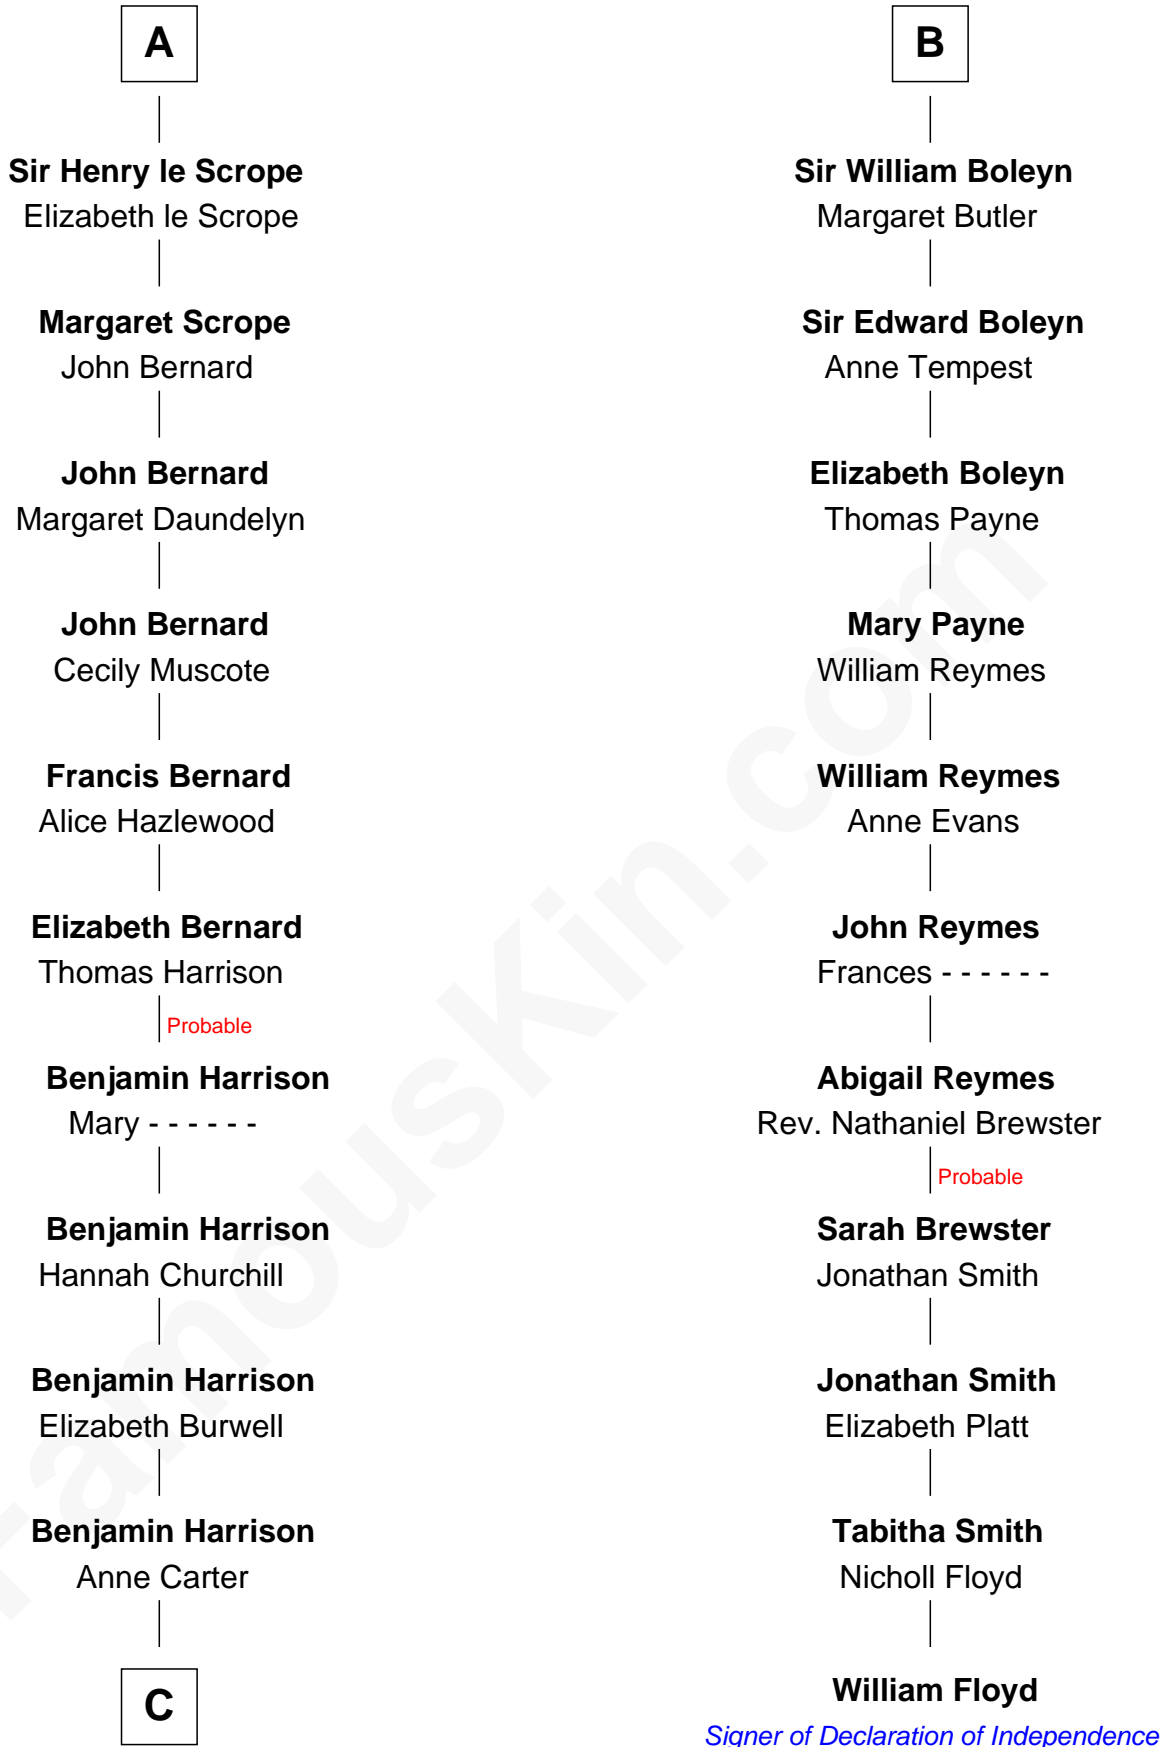 A
Sir Henry le Scrope
Elizabeth le Scrope
Margaret Scrope
John Bernard
John Bernard
Margaret Daundelyn
John Bernard
Cecily Muscote
Francis Bernard
Alice Hazlewood
Elizabeth Bernard
Thomas Harrison
Probable
Benjamin Harrison
Mary - - - - - -
Benjamin Harrison
Hannah Churchill
Benjamin Harrison
Elizabeth Burwell
Benjamin Harrison
Anne Carter
C
B
Sir William Boleyn
Margaret Butler
Sir Edward Boleyn
Anne Tempest
Elizabeth Boleyn
Thomas Payne
Mary Payne
William Reymes
William Reymes
Anne Evans
John Reymes
Frances - - - - - -
Abigail Reymes
Rev. Nathaniel Brewster
Probable
Sarah Brewster
Jonathan Smith
Jonathan Smith
Elizabeth Platt
Tabitha Smith
Nicholl Floyd
William Floyd
Signer of Declaration of Independence
FamousKin.com